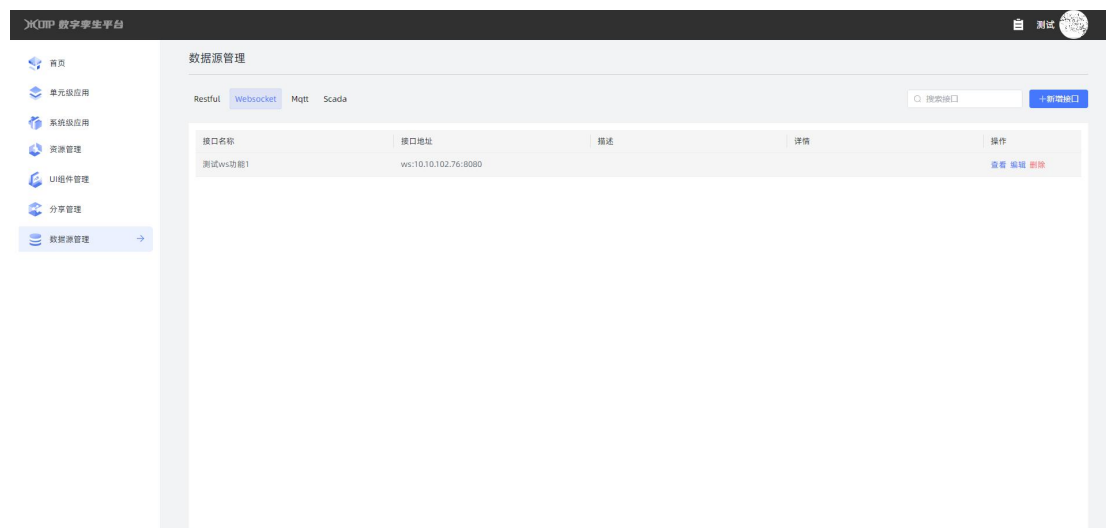 数字孪生平台
测试
首页
单元级应用
系统级应用
资源管理
UI组件管理
分享管理
数据源管理
数据源管理
Restful Websocket Mqtt Scada
搜索接口
+新增接口
接口名称 接口地址 描述 详情 操作
测试ws功能1 ws:10.10.102.76:8080 查看 编辑 删除